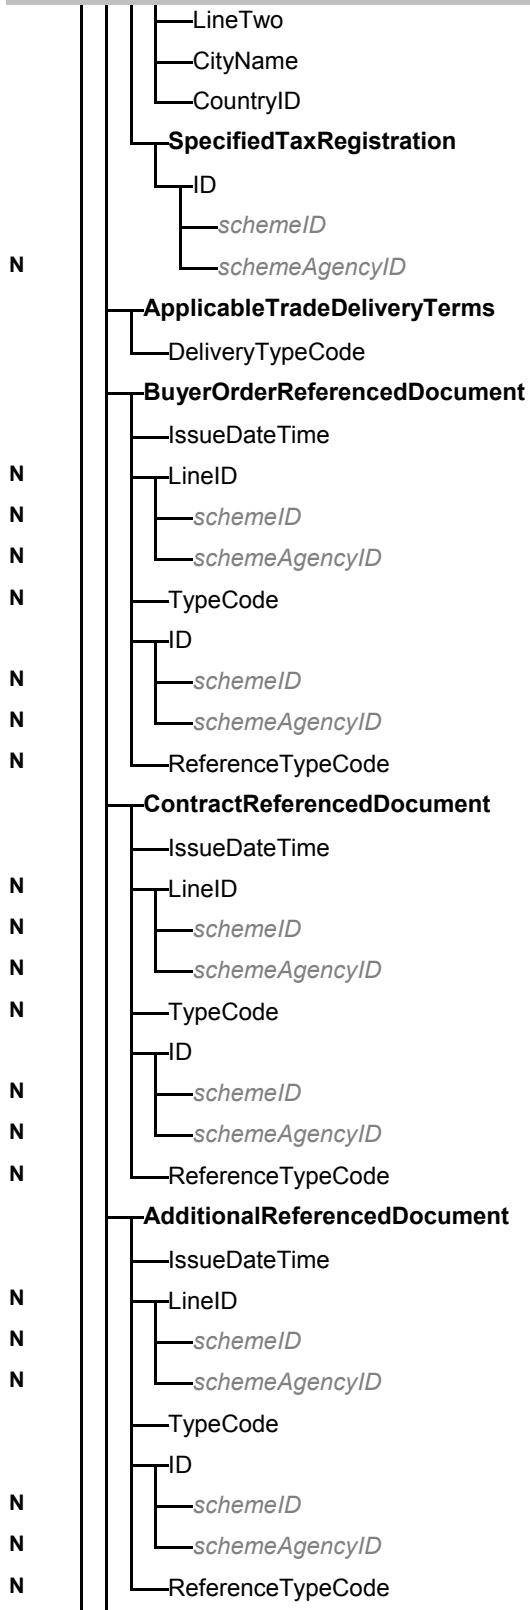 LineTwo
CityName
CountryID
SpecifiedTaxRegistration
ID
schemeID
N schemeAgencyID
ApplicableTradeDeliveryTerms
DeliveryTypeCode
BuyerOrderReferencedDocument
IssueDateTime
N LineID
N schemeID
N schemeAgencyID
N TypeCode
ID
N schemeID
N schemeAgencyID
N ReferenceTypeCode
ContractReferencedDocument
IssueDateTime
N LineID
N schemeID
N schemeAgencyID
N TypeCode
ID
N schemeID
N schemeAgencyID
N ReferenceTypeCode
AdditionalReferencedDocument
IssueDateTime
N LineID
N schemeID
N schemeAgencyID
TypeCode
ID
N schemeID
N schemeAgencyID
N ReferenceTypeCode